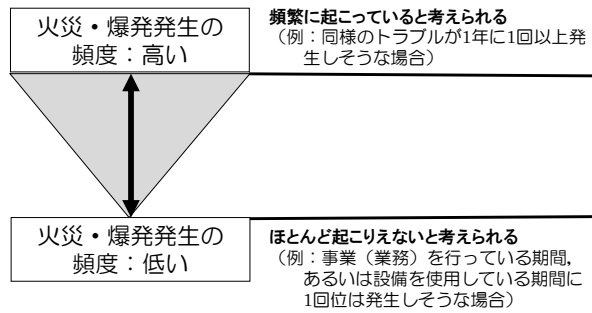 火災・爆発発生の
頻度：高い
頻繁に起こっていると考えられる
（例：同様のトラブルが1年に1回以上発
生しそうな場合）
火災・爆発発生の
頻度：低い
ほとんど起こりえないと考えられる
（例：事業（業務）を行っている期間，
あるいは設備を使用している期間に
1回位は発生しそうな場合）